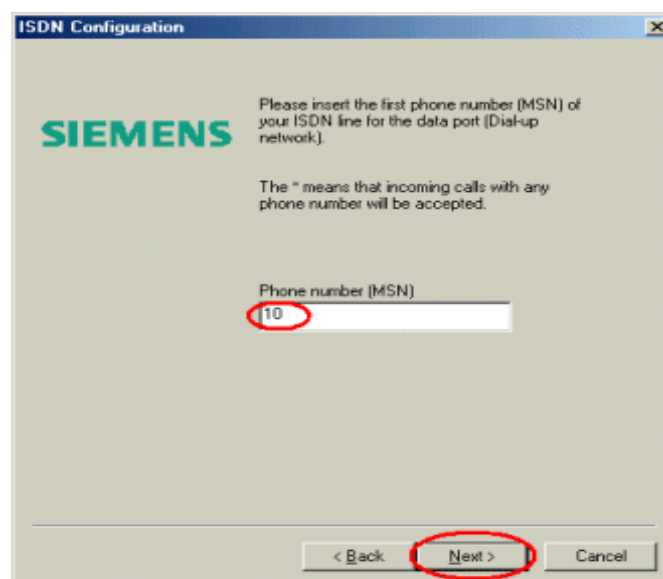 ISDN Configuration
SIEMENS
Please insert the first phone number (MSN) of
your ISDN line for the data port (Dial-up
network).
The * means that incoming calls with any
phone number will be accepted.
Phone number (MSN)
10
< Back
Next >
Cancel